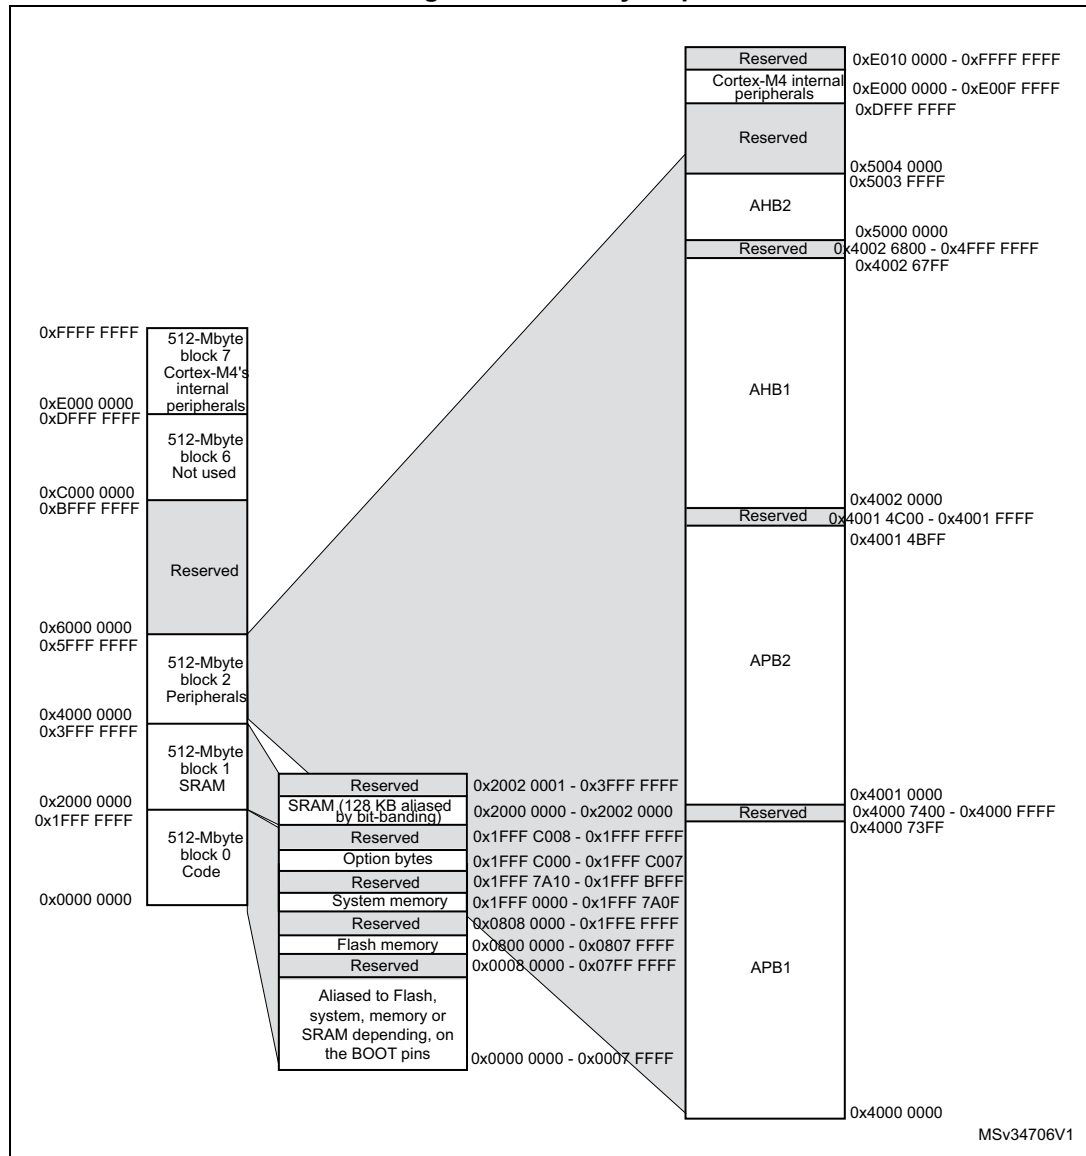 0xFFFF FFFF
512-Mbyte
block 7
Cortex-M4's
internal
peripherals
0xE000 0000
0xDFFF FFFF
512-Mbyte
block 6
Not used
0xC000 0000
0xBFFF FFFF
Reserved
0x6000 0000
0x5FFF FFFF
512-Mbyte
block 2
Peripherals
0x4000 0000
0x3FFF FFFF
512-Mbyte
block 1
SRAM
0x2000 0000
0x1FFF FFFF
512-Mbyte
block 0
Code
0x0000 0000
Reserved 0x2002 0001 - 0x3FFF FFFF
SRAM (128 KB aliased
by bit-banding) 0x2000 0000 - 0x2002 0000
Reserved 0x1FFF C008 - 0x1FFF FFFF
Option bytes 0x1FFF C000 - 0x1FFF C007
Reserved 0x1FFF 7A10 - 0x1FFF BFFF
System memory 0x1FFF 0000 - 0x1FFF 7A0F
Reserved 0x0808 0000 - 0x1FFE FFFF
Flash memory 0x0800 0000 - 0x0807 FFFF
Reserved 0x0008 0000 - 0x07FF FFFF
Aliased to Flash,
system, memory or
SRAM depending, on
the BOOT pins
0x0000 0000 - 0x0007 FFFF
Reserved 0xE010 0000 - 0xFFFF FFFF
Cortex-M4 internal
peripherals 0xE000 0000 - 0xE00F FFFF
0xDFFF FFFF
Reserved
0x5004 0000
0x5003 FFFF
AHB2
0x5000 0000
Reserved 0x4002 6800 - 0x4FFF FFFF
0x4002 67FF
AHB1
0x4002 0000
Reserved 0x4001 4C00 - 0x4001 FFFF
0x4001 4BFF
APB2
0x4001 0000
Reserved 0x4000 7400 - 0x4000 FFFF
0x4000 73FF
APB1
0x4000 0000
MSv34706V1